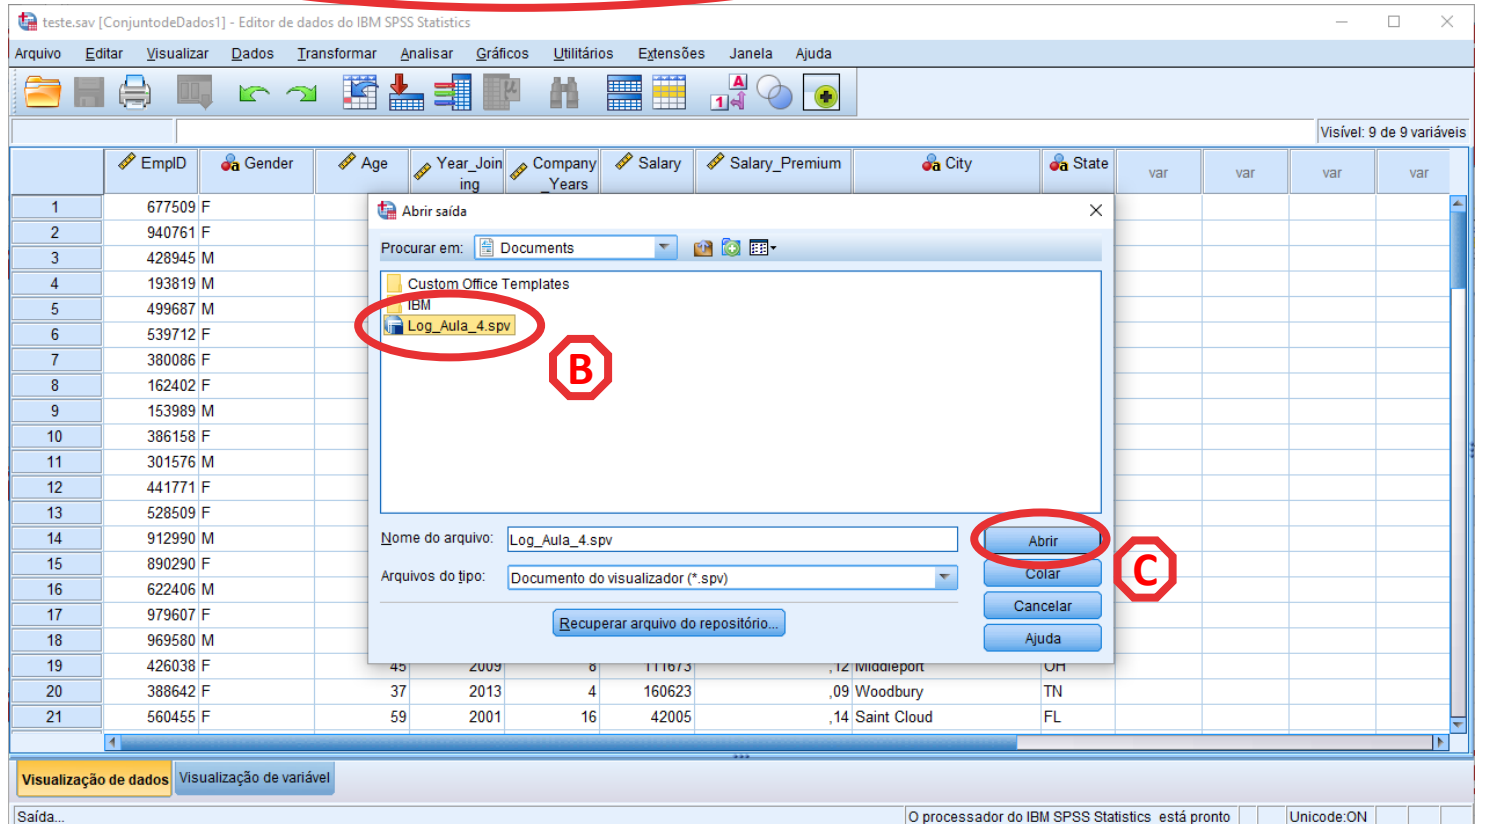 teste.sav [ConjuntodeDados1] - Editor de dados do IBM SPSS Statistics
Arquivo Editar Visualizar Dados Transformar Analisar Gráficos Utilitários Extensões Janela Ajuda
Visível: 9 de 9 variáveis
EmpID Gender Age Year_Join Company Salary Salary_Premium City State var var var var
ing _Years
1 677509 F
2 940761 F
3 428945 M
4 193819 M
5 499687 M
6 539712 F
7 380086 F
8 162402 F
9 153989 M
10 386158 F
11 301576 M
12 441771 F
13 528509 F
14 912990 M
15 890290 F
16 622406 M
17 979607 F
18 969580 M
19 426038 F 45 2009 8 111673 ,12 Middleport OH
20 388642 F 37 2013 4 160623 ,09 Woodbury TN
21 560455 F 59 2001 16 42005 ,14 Saint Cloud FL
Abrir saída
Procurar em: Documents
Custom Office Templates
IBM
Log_Aula_4.spv
B
Nome do arquivo: Log_Aula_4.spv
Abrir
Arquivos do tipo: Documento do visualizador (*.spv)
Colar
C
Cancelar
Recuperar arquivo do repositório...
Ajuda
Visualização de dados Visualização de variável
Saída... O processador do IBM SPSS Statistics está pronto Unicode:ON